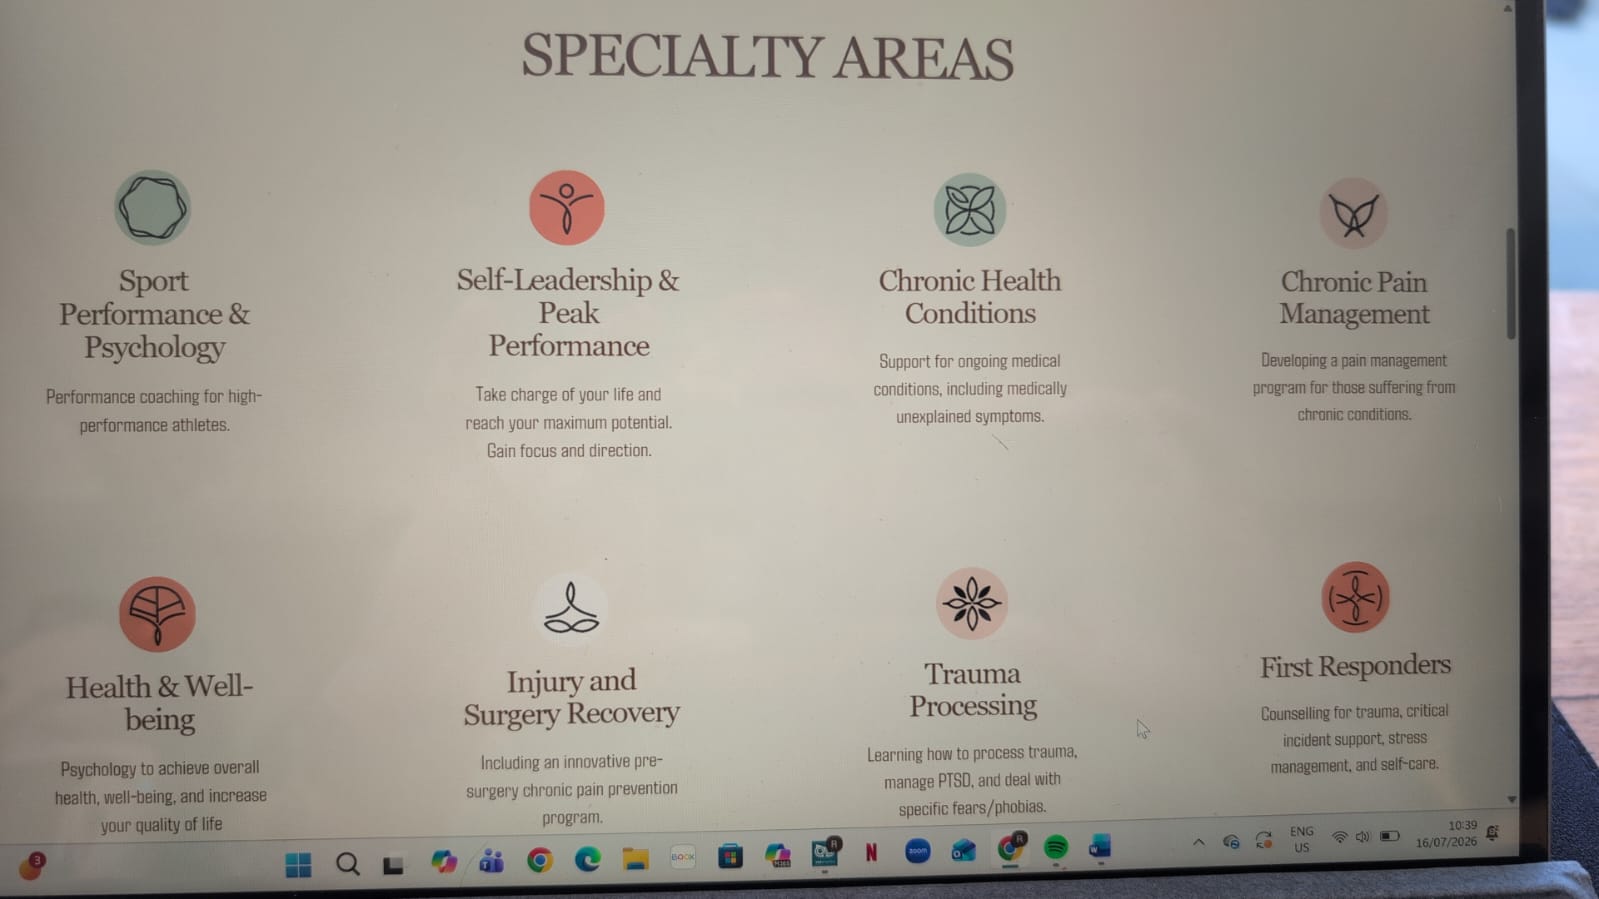 SPECIALTY AREAS
Sport
Performance &
Psychology
Performance coaching for high-
performance athletes.
Self-Leadership &
Peak
Performance
Take charge of your life and
reach your maximum potential.
Gain focus and direction.
Chronic Health
Conditions
Support for ongoing medical
conditions, including medically
unexplained symptoms.
Chronic Pain
Management
Developing a pain management
program for those suffering from
chronic conditions.
Health & Well-
being
Psychology to achieve overall
health, well-being, and increase
your quality of life
Injury and
Surgery Recovery
Including an innovative pre-
surgery chronic pain prevention
program.
Trauma
Processing
Learning how to process trauma,
manage PTSD, and deal with
specific fears/phobias.
First Responders
Counselling for trauma, critical
incident support, stress
management, and self-care.
3
BOOX
M365
R
N
zoom
R
W
ENG
US
10:39
16/07/2026